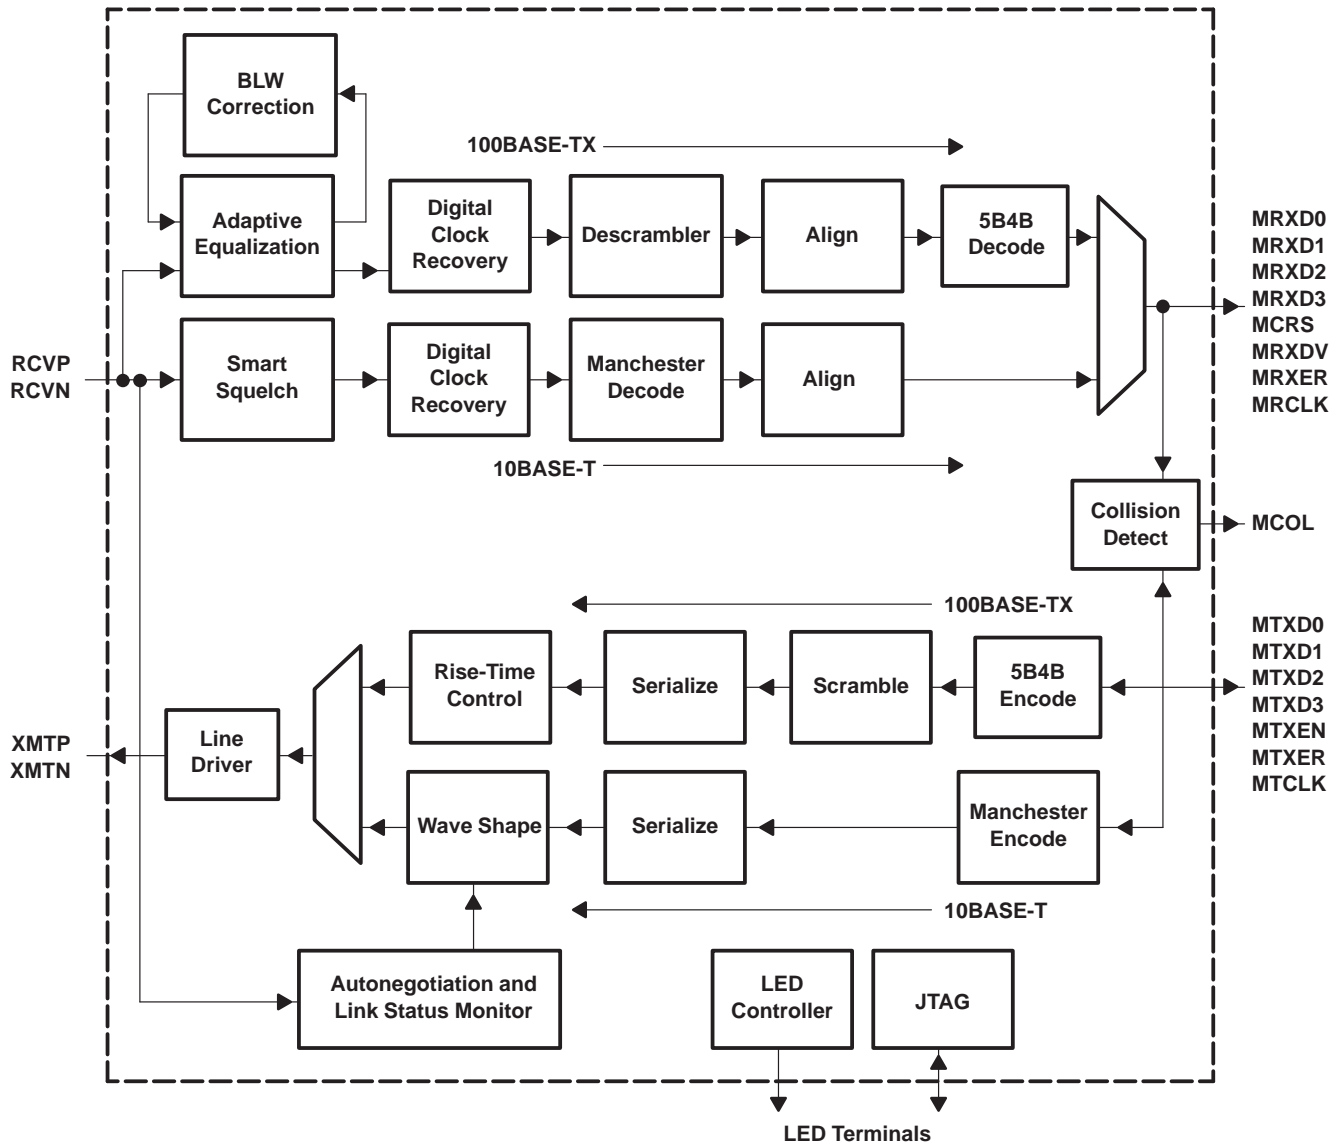 BLW
Correction
100BASE-TX
Adaptive
Equalization
Digital
Clock
Recovery
Descrambler
Align
5B4B
Decode
MRXD0
MRXD1
MRXD2
MRXD3
MCRS
MRXDV
MRXER
MRCLK
RCVP
RCVN
Smart
Squelch
Digital
Clock
Recovery
Manchester
Decode
Align
10BASE-T
Collision
Detect
MCOL
100BASE-TX
MTXD0
MTXD1
MTXD2
MTXD3
MTXEN
MTXER
MTCLK
Rise-Time
Control
Serialize
Scramble
5B4B
Encode
XMTP
XMTN
Line
Driver
Wave Shape
Serialize
Manchester
Encode
10BASE-T
Autonegotiation and
Link Status Monitor
LED
Controller
JTAG
LED Terminals